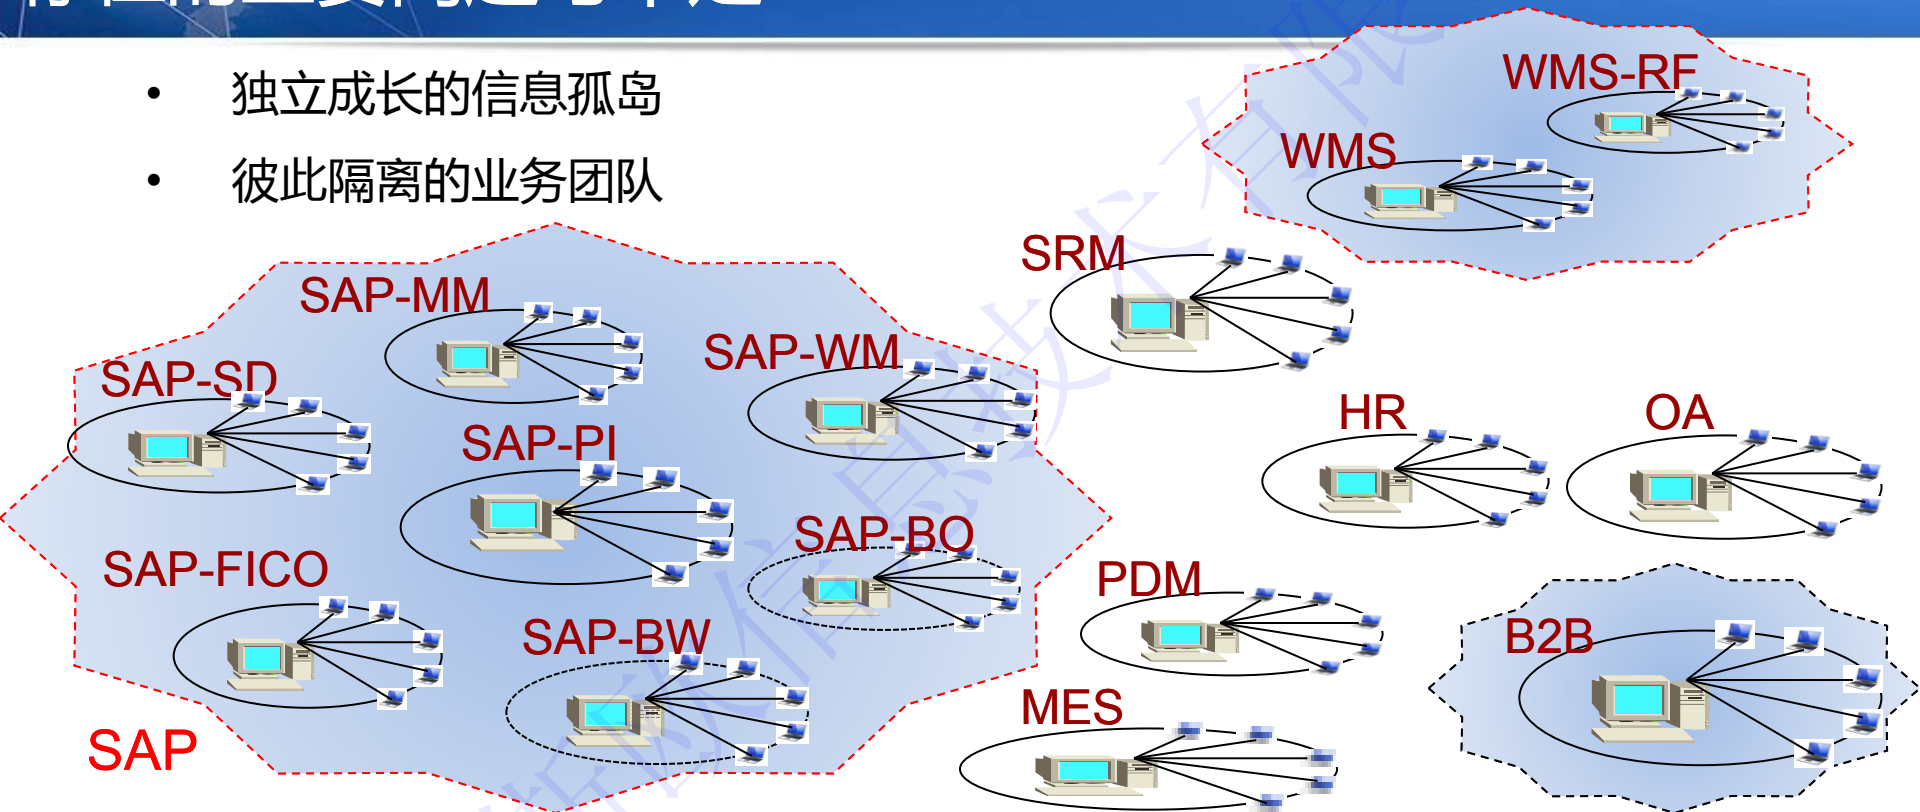 独立成长的信息孤岛
彼此隔离的业务团队
WMS-RF
WMS
SRM
SAP-MM
SAP-WM
SAP-SD
HR
OA
SAP-PI
SAP-BO
SAP-FICO
PDM
SAP-BW
B2B
MES
SAP